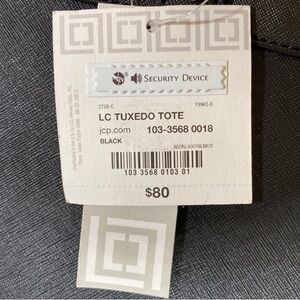 SECURITY DEVICE
2788-C 19963-8
LC TUXEDO TOTE
jcp.com 103-3568 0018
BLACK
103 3568 0103 01
$80